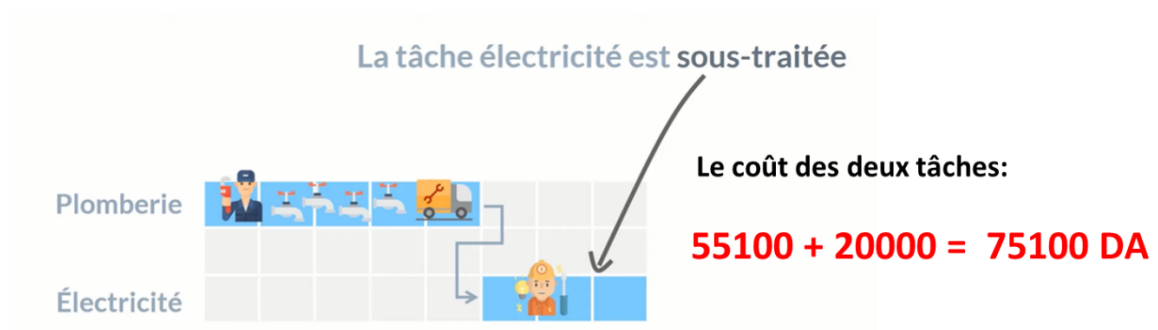 La tâche électricité est sous-traitée
Le coût des deux tâches:
Plomberie
55100 + 20000 = 75100 DA
Électricité